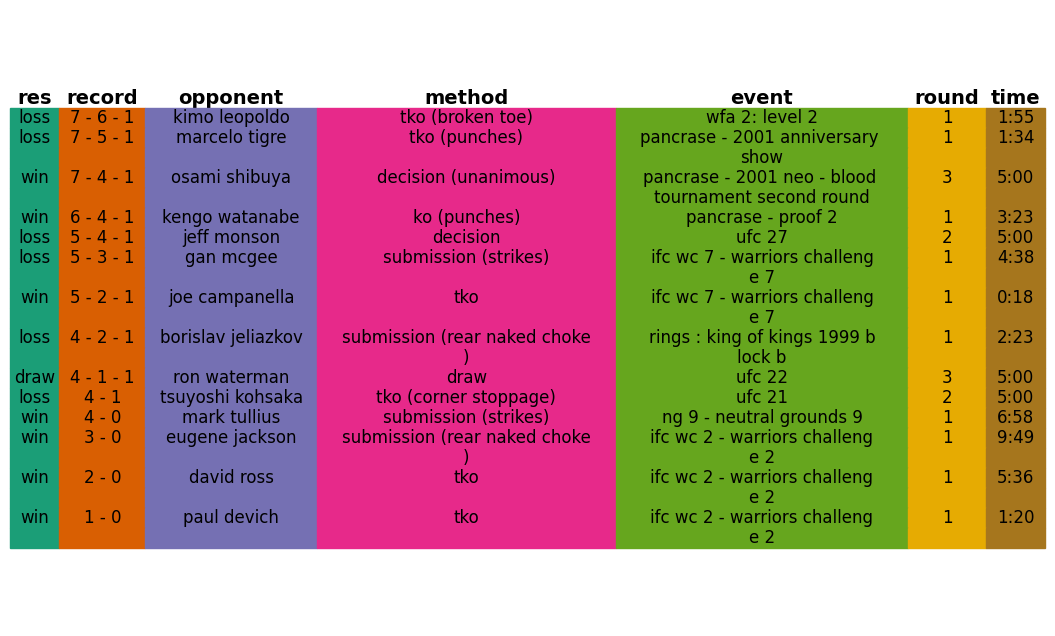 res record opponent method event round time
loss 7 - 6 - 1 kimo leopoldo tko (broken toe) wfa 2: level 2 1 1:55
loss 7 - 5 - 1 marcelo tigre tko (punches) pancrase - 2001 anniversary 1 1:34
show
win 7 - 4 - 1 osami shibuya decision (unanimous) pancrase - 2001 neo - blood 3 5:00
tournament second round
win 6 - 4 - 1 kengo watanabe ko (punches) pancrase - proof 2 1 3:23
loss 5 - 4 - 1 jeff monson decision ufc 27 2 5:00
loss 5 - 3 - 1 gan mcgee submission (strikes) ifc wc 7 - warriors challeng 1 4:38
e 7
win 5 - 2 - 1 joe campanella tko ifc wc 7 - warriors challeng 1 0:18
e 7
loss 4 - 2 - 1 borislav jeliazkov submission (rear naked choke rings : king of kings 1999 b 1 2:23
) lock b
draw 4 - 1 - 1 ron waterman draw ufc 22 3 5:00
loss 4 - 1 tsuyoshi kohsaka tko (corner stoppage) ufc 21 2 5:00
win 4 - 0 mark tullius submission (strikes) ng 9 - neutral grounds 9 1 6:58
win 3 - 0 eugene jackson submission (rear naked choke ifc wc 2 - warriors challeng 1 9:49
) e 2
win 2 - 0 david ross tko ifc wc 2 - warriors challeng 1 5:36
e 2
win 1 - 0 paul devich tko ifc wc 2 - warriors challeng 1 1:20
e 2